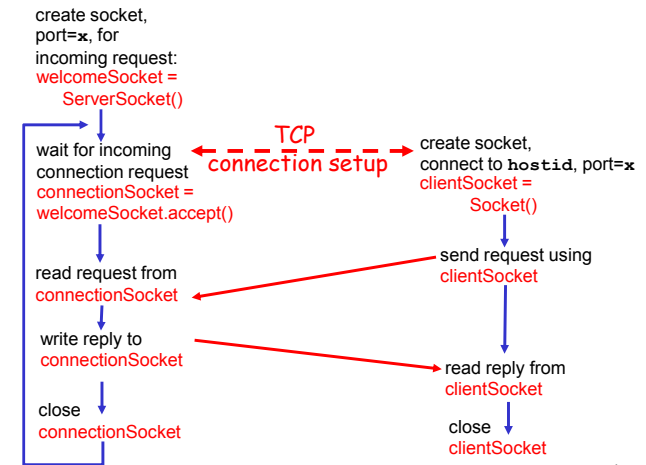 create socket,
port=x, for
incoming request:
welcomeSocket =
ServerSocket()
TCP
connection setup
wait for incoming
connection request
connectionSocket =
welcomeSocket.accept()
create socket,
connect to hostid, port=x
clientSocket =
Socket()
read request from
connectionSocket
send request using
clientSocket
write reply to
connectionSocket
read reply from
clientSocket
close
connectionSocket
close
clientSocket